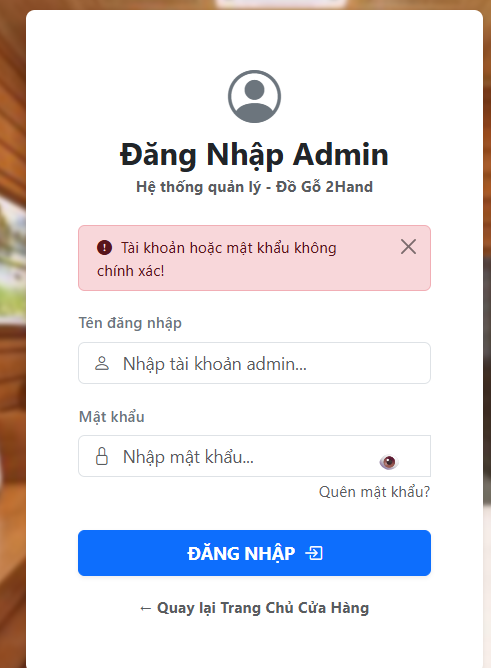 Đăng Nhập Admin
Hệ thống quản lý - Đồ Gỗ 2Hand
Tài khoản hoặc mật khẩu không
chính xác!
Tên đăng nhập
Nhập tài khoản admin...
Mật khẩu
Nhập mật khẩu...
Quên mật khẩu?
ĐĂNG NHẬP
← Quay lại Trang Chủ Cửa Hàng